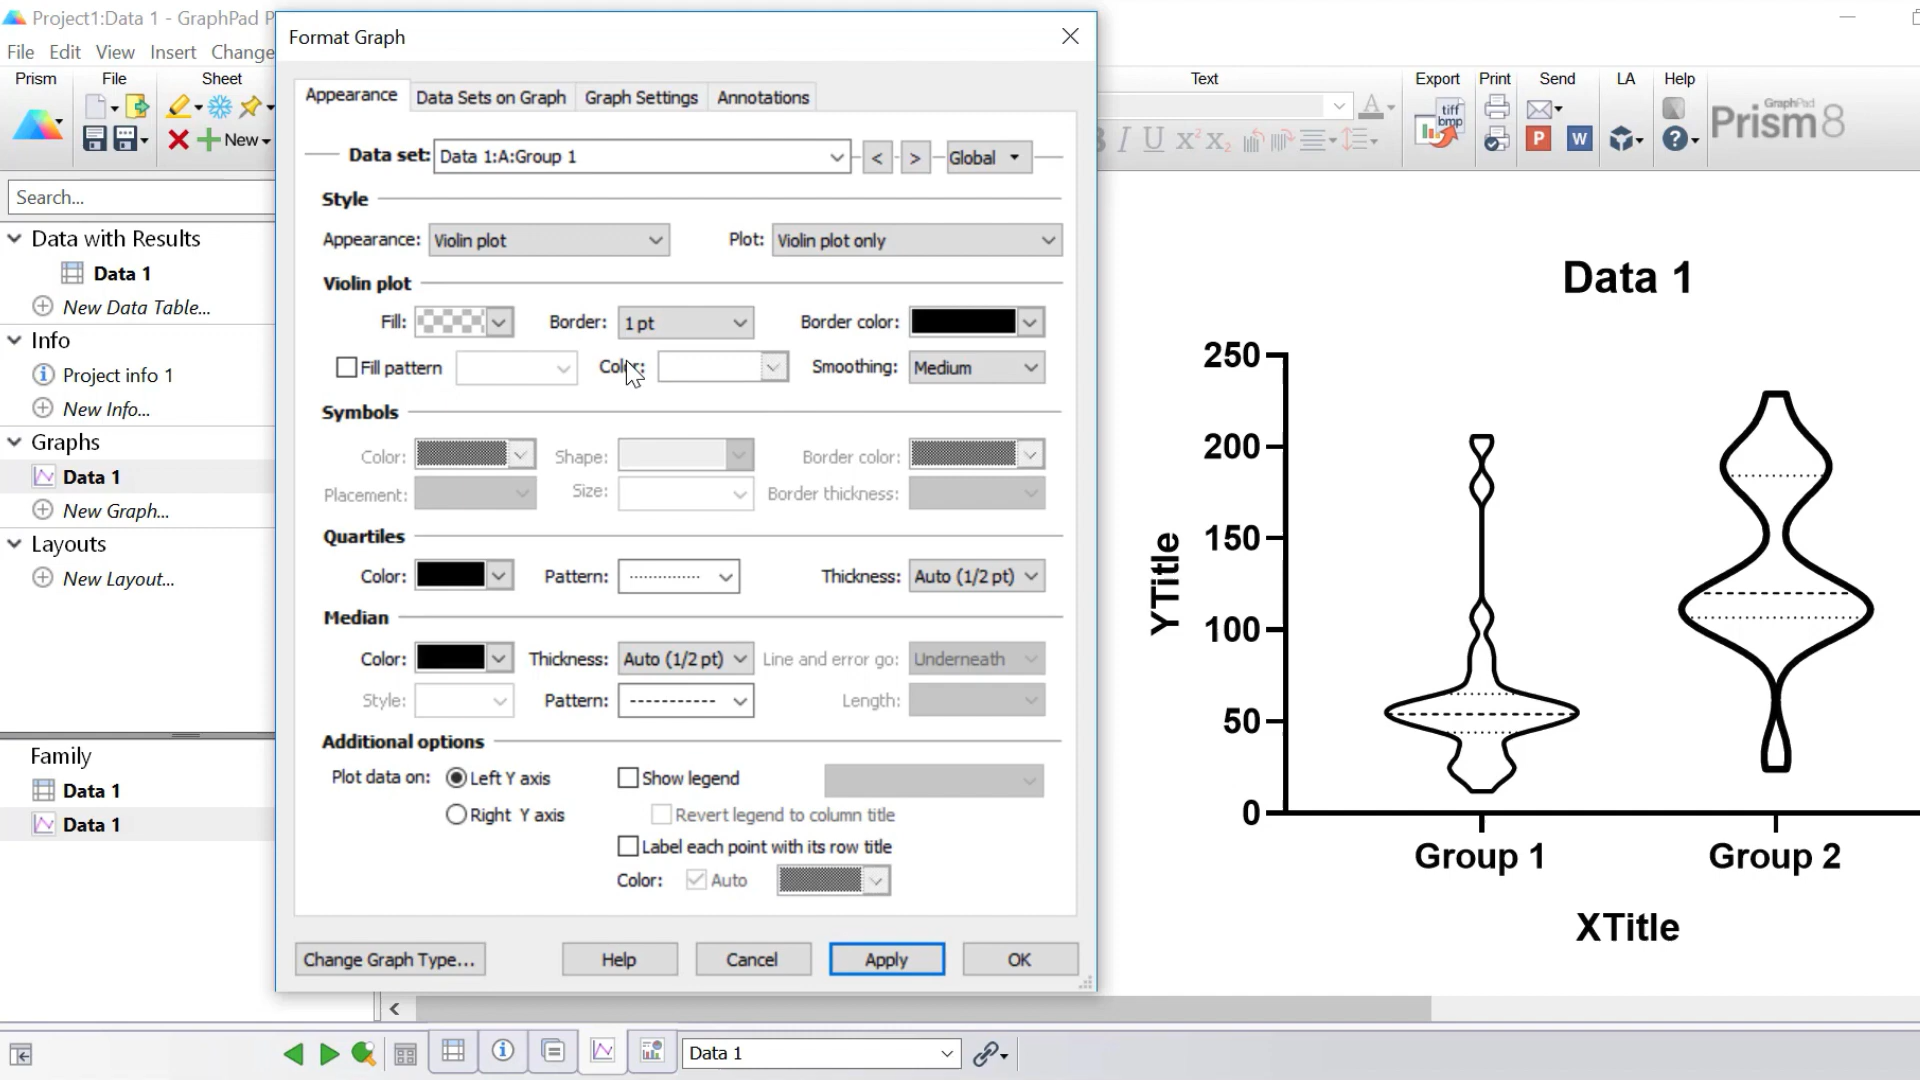 Project1:Data 1 - GraphPad P
File Edit View Insert Change
Prism File Sheet Text Export Print Send LA Help
New
tiff
bmp
P W
GraphPad
Prism 8
Search...
Data with Results
Data 1
New Data Table...
Info
Project info 1
New Info...
Graphs
Data 1
New Graph...
Layouts
New Layout...
Family
Data 1
Data 1
Format Graph
Appearance Data Sets on Graph Graph Settings Annotations
Data set: Data 1:A:Group 1 < > Global
Style
Appearance: Violin plot Plot: Violin plot only
Violin plot
Fill: Border: 1 pt Border color:
Fill pattern Color: Smoothing: Medium
Symbols
Color: Shape: Border color:
Placement: Size: Border thickness:
Quartiles
Color: Pattern: Thickness: Auto (1/2 pt)
Median
Color: Thickness: Auto (1/2 pt) Line and error go: Underneath
Style: Pattern: Length:
Additional options
Plot data on: Left Y axis Show legend
Right Y axis Revert legend to column title
Label each point with its row title
Color: Auto
Change Graph Type... Help Cancel Apply OK
Data 1
250
200
150
100
50
0
YTitle
Group 1 Group 2
XTitle
Data 1